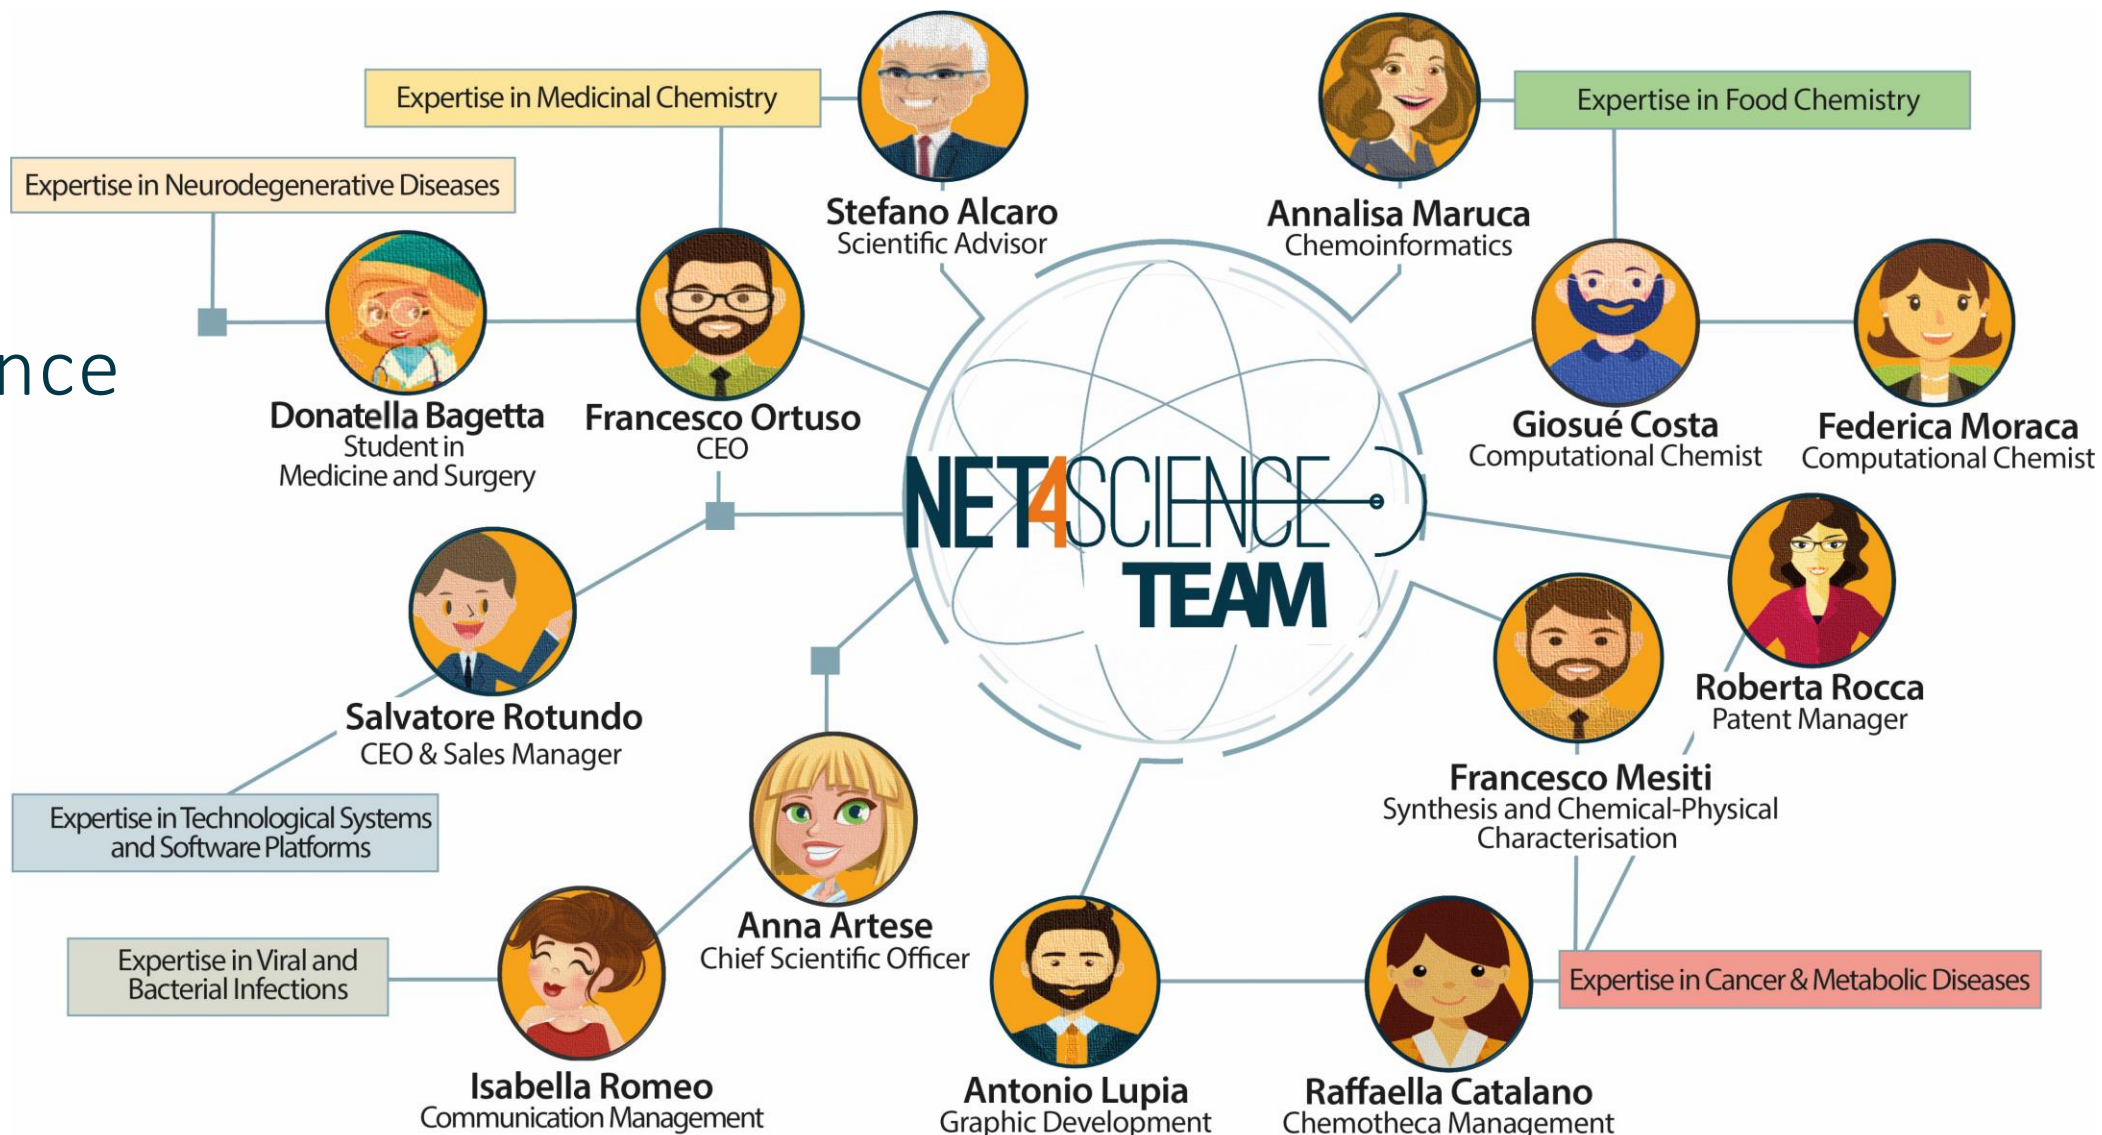 Expertise in Medicinal Chemistry
Expertise in Food Chemistry
Expertise in Neurodegenerative Diseases
Stefano Alcaro
Scientific Advisor
Annalisa Maruca
Chemoinformatics
nce
Donatella Bagetta
Student in
Medicine and Surgery
Francesco Ortuso
CEO
Giosué Costa
Computational Chemist
Federica Moraca
Computational Chemist
NET4SCIENCE
TEAM
Salvatore Rotundo
CEO & Sales Manager
Roberta Rocca
Patent Manager
Francesco Mesiti
Synthesis and Chemical-Physical
Characterisation
Expertise in Technological Systems
and Software Platforms
Anna Artese
Chief Scientific Officer
Expertise in Viral and
Bacterial Infections
Expertise in Cancer & Metabolic Diseases
Isabella Romeo
Communication Management
Antonio Lupia
Graphic Development
Raffaella Catalano
Chemotheca Management